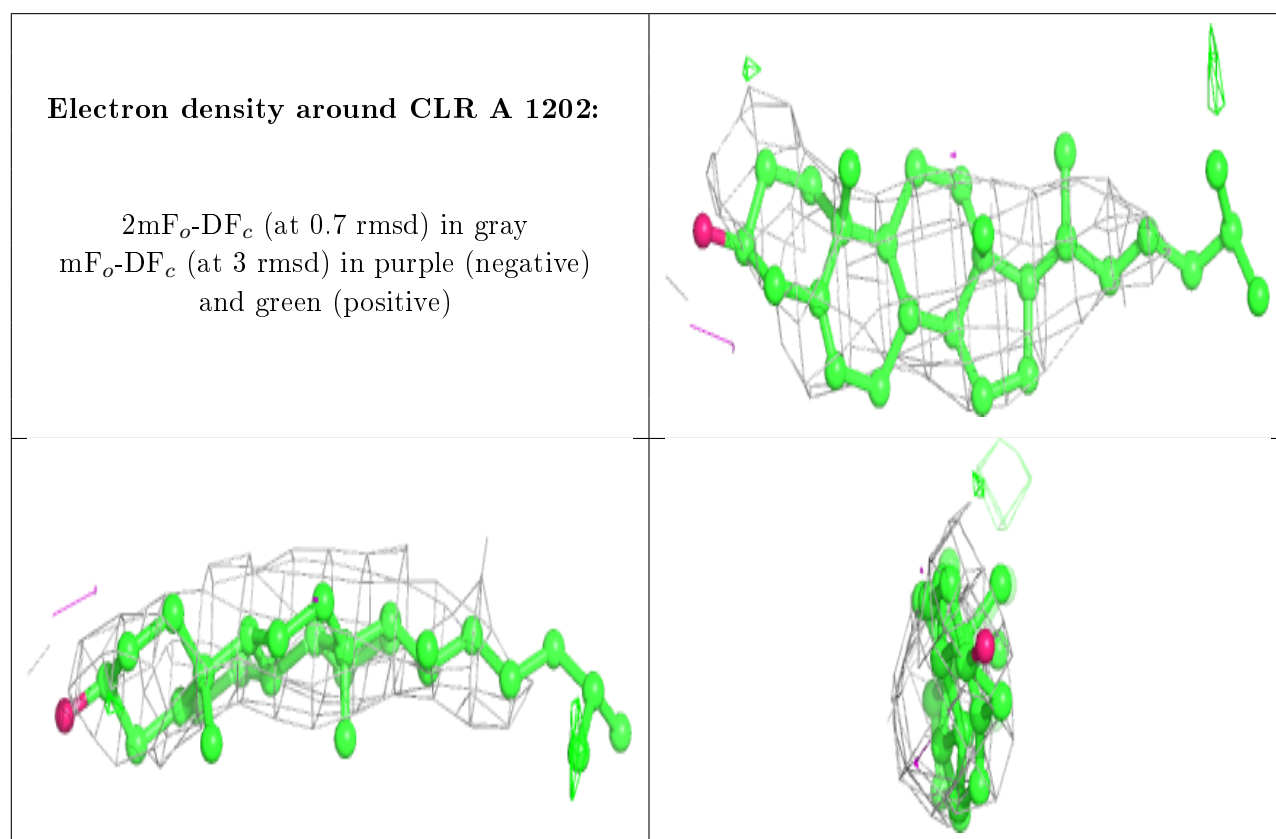 Electron density around CLR A 1202:
2mFₒ-DF𝒸 (at 0.7 rmsd) in gray
mFₒ-DF𝒸 (at 3 rmsd) in purple (negative)
and green (positive)